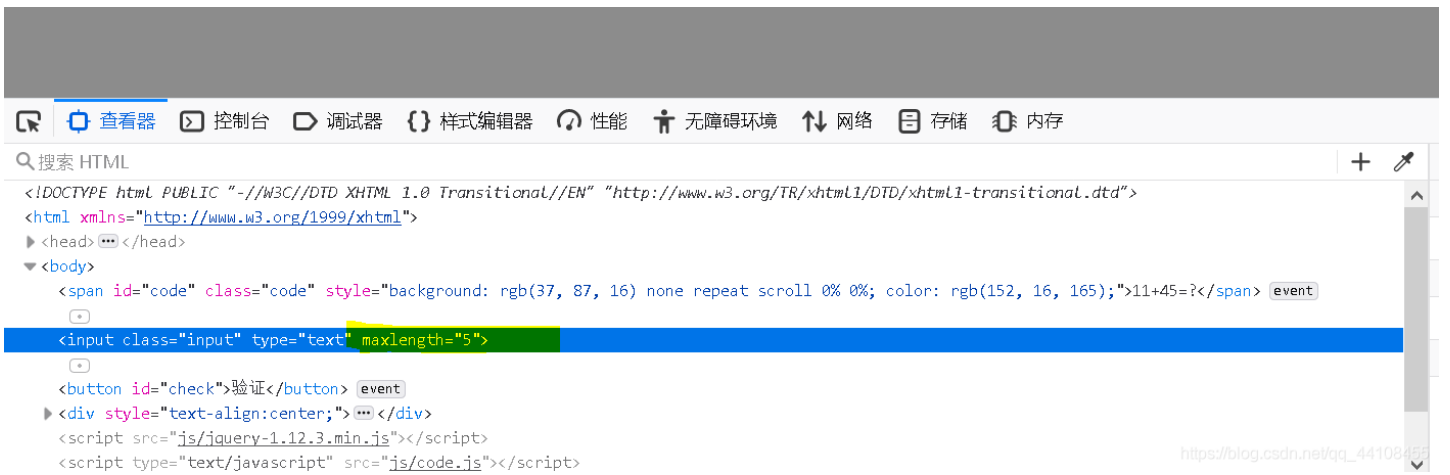 查看器 控制台 调试器 {} 样式编辑器 性能 无障碍环境 网络 存储 内存
搜索 HTML
<!DOCTYPE html PUBLIC "-//W3C//DTD XHTML 1.0 Transitional//EN" "http://www.w3.org/TR/xhtml1/DTD/xhtml1-transitional.dtd">
<html xmlns="http://www.w3.org/1999/xhtml">
<head>···</head>
<body>
<span id="code" class="code" style="background: rgb(37, 87, 16) none repeat scroll 0% 0%; color: rgb(152, 16, 165);">11+45=?</span> event
<input class="input" type="text" maxlength="5">
<button id="check">验证</button> event
<div style="text-align:center;">···</div>
<script src="js/jquery-1.12.3.min.js"></script>
<script type="text/javascript" src="js/code.js"></script>
https://blog.csdn.net/qq_44108455